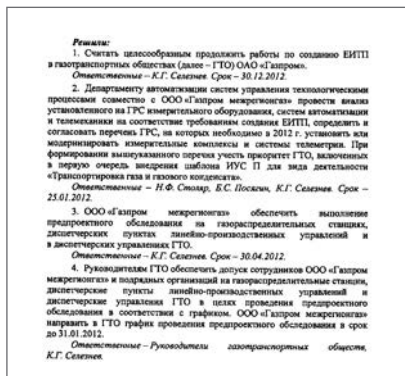 Решили:
1. Считать целесообразным продолжить работы по созданию ЕИТП
в газотранспортных обществах (далее – ГТО) ОАО «Газпром».
Ответственные – К.Г. Селезнев. Срок – 30.12.2012.
2. Департаменту автоматизации систем управления технологическими
процессами совместно с ООО «Газпром межрегионгаз» провести анализ
установленного на ГРС измерительного оборудования, систем автоматизации
и телемеханики на соответствие требованиям создания ЕИТП, определить и
согласовать перечень ГРС, на которых необходимо в 2012 г. установить или
модернизировать измерительные комплексы и системы телеметрии. При
формировании вышеуказанного перечня учесть приоритет ГТО, включенных
в первую очередь внедрения шаблона ИУС П для вида деятельности
«Транспортировка газа и газового конденсата».
Ответственные – Н.Ф. Столяр, Б.С. Посягин, К.Г. Селезнев. Срок –
25.01.2012.
3. ООО «Газпром межрегионгаз» обеспечить выполнение
предпроектного обследования на газораспределительных станциях,
диспетчерских пунктах линейно-производственных управлений и
в диспетчерских управлениях ГТО.
Ответственные – К.Г. Селезнев. Срок – 30.04.2012.
4. Руководителям ГТО обеспечить допуск сотрудников ООО «Газпром
межрегионгаз» и подрядных организаций на газораспределительные станции,
диспетчерские пункты линейно-производственных управлений и
диспетчерские управления ГТО в целях проведения предпроектного
обследования в соответствии с графиком. ООО «Газпром межрегионгаз»
направить в ГТО график проведения предпроектного обследования в срок
до 31.01.2012.
Ответственные – Руководители газотранспортных обществ,
К.Г. Селезнев.